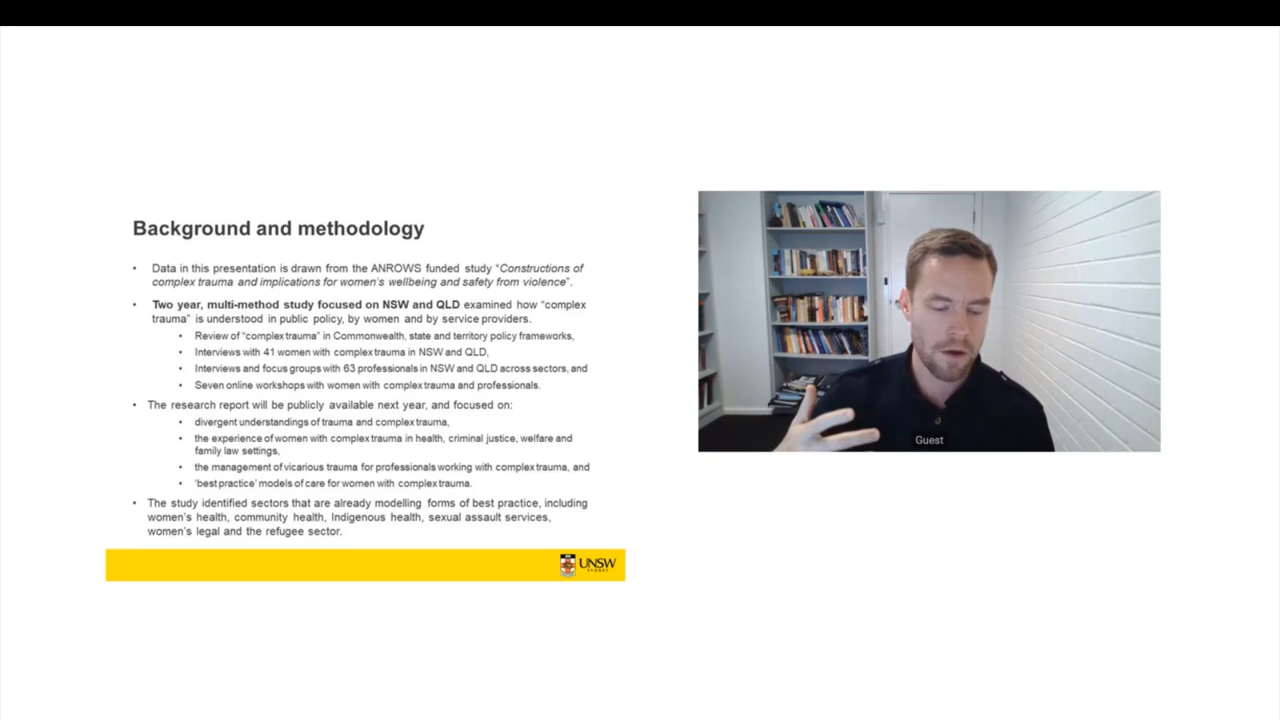 Background and methodology
• Data in this presentation is drawn from the ANROWS funded study “Constructions of
complex trauma and implications for women’s wellbeing and safety from violence”.
• Two year, multi-method study focused on NSW and QLD examined how “complex
trauma” is understood in public policy, by women and by service providers.
• Review of “complex trauma” in Commonwealth, state and territory policy frameworks,
• Interviews with 41 women with complex trauma in NSW and QLD,
• Interviews and focus groups with 63 professionals in NSW and QLD across sectors, and
• Seven online workshops with women with complex trauma and professionals.
• The research report will be publicly available next year, and focused on:
• divergent understandings of trauma and complex trauma,
• the experience of women with complex trauma in health, criminal justice, welfare and
family law settings,
• the management of vicarious trauma for professionals working with complex trauma, and
• ‘best practice’ models of care for women with complex trauma.
• The study identified sectors that are already modelling forms of best practice, including
women’s health, community health, Indigenous health, sexual assault services,
women’s legal and the refugee sector.
UNSW
SYDNEY
Guest